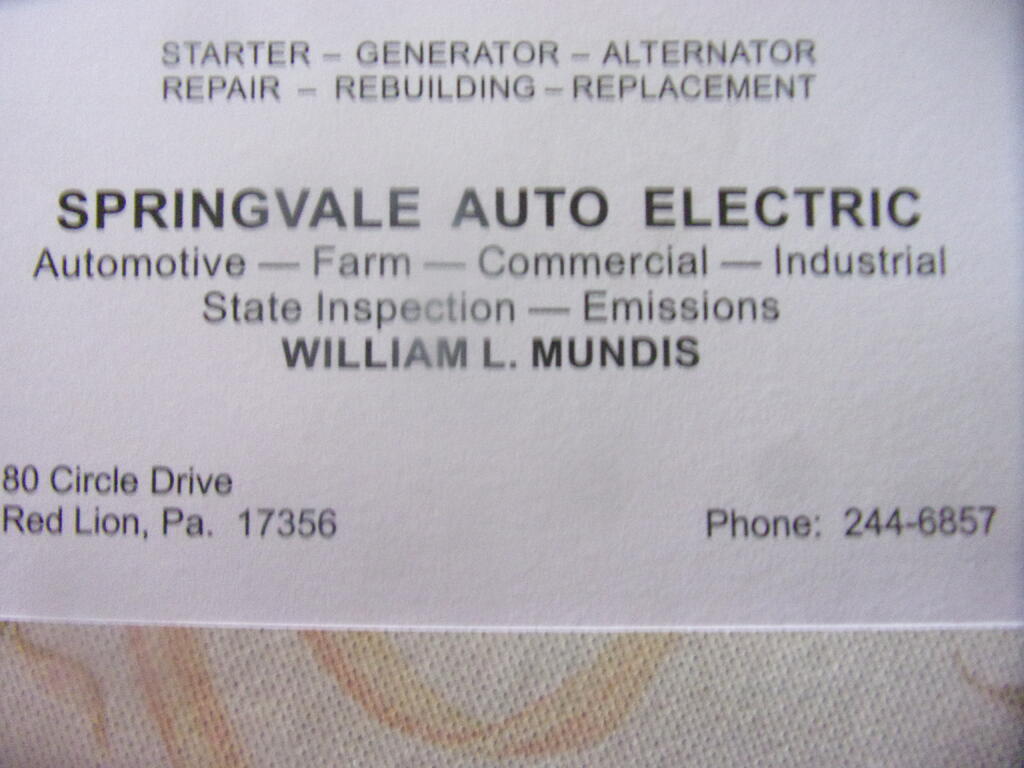 STARTER – GENERATOR – ALTERNATOR
REPAIR – REBUILDING – REPLACEMENT
SPRINGVALE AUTO ELECTRIC
Automotive — Farm — Commercial — Industrial
State Inspection — Emissions
WILLIAM L. MUNDIS
80 Circle Drive
Red Lion, Pa. 17356
Phone: 244-6857